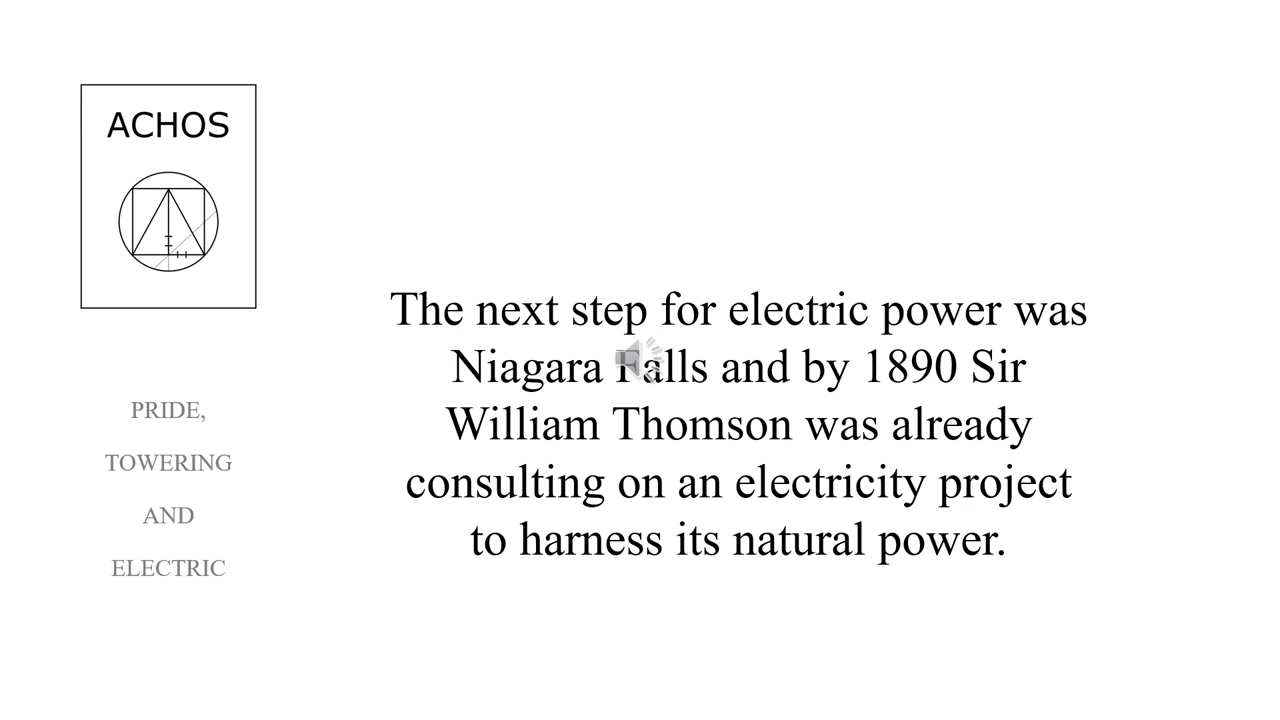 ACHOS
PRIDE,
TOWERING
AND
ELECTRIC
The next step for electric power was
Niagara Falls and by 1890 Sir
William Thomson was already
consulting on an electricity project
to harness its natural power.